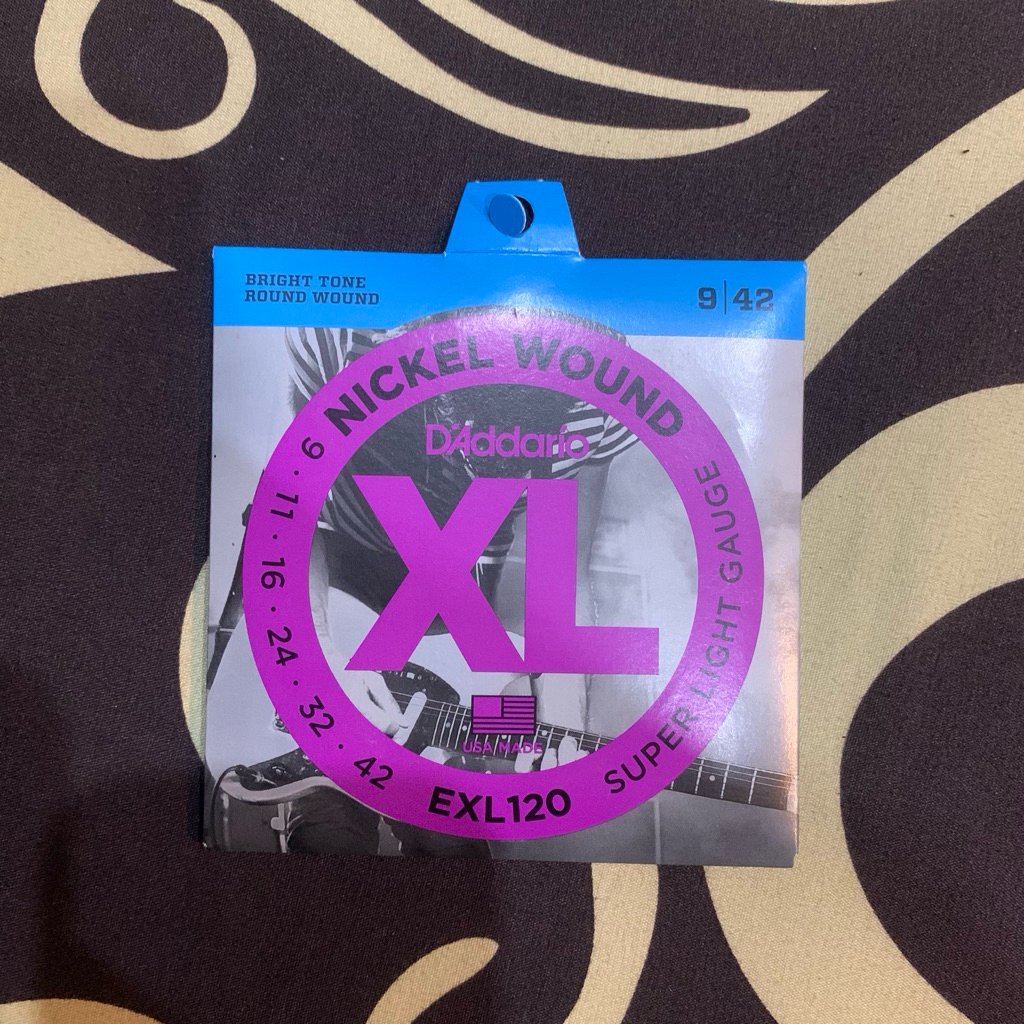 BRIGHT TONE
ROUND WOUND
9|42
NICKEL WOUND
D'Addario
XL
USA MADE
9 · 11 · 16 · 24 · 32 · 42
EXL120
SUPER LIGHT GAUGE